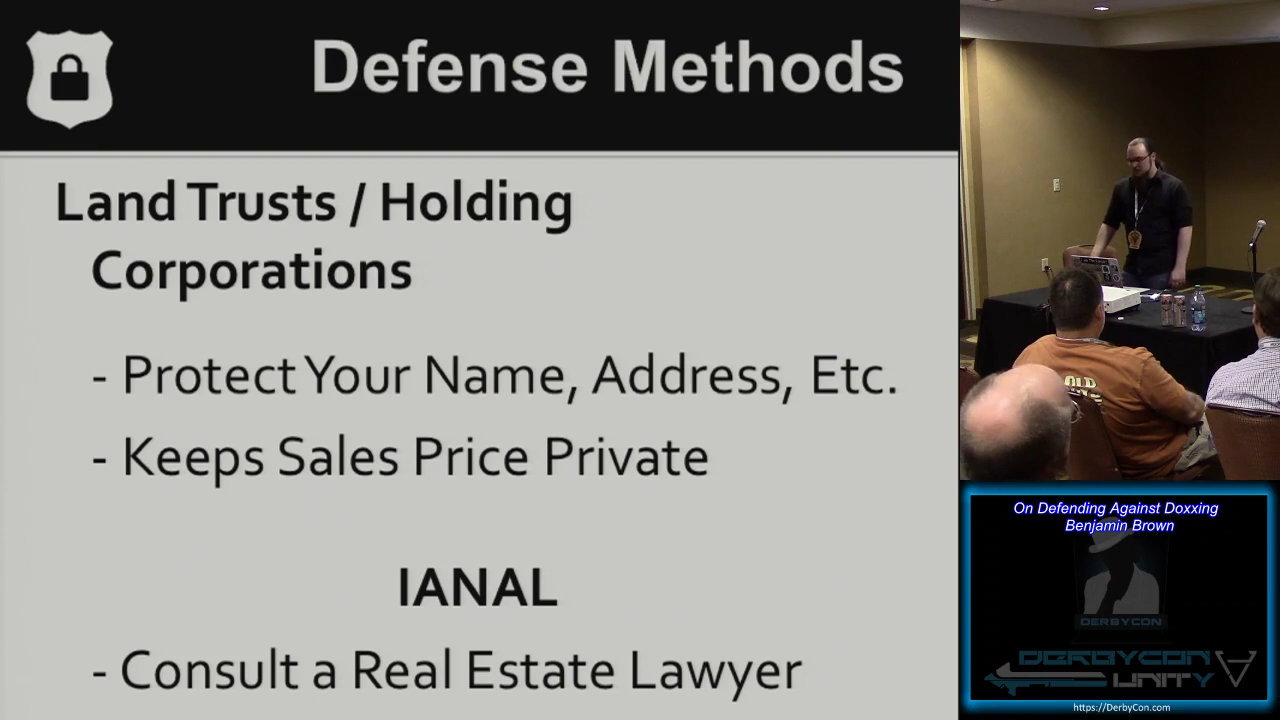 Defense Methods
Land Trusts / Holding
Corporations
- Protect Your Name, Address, Etc.
- Keeps Sales Price Private
IANAL
- Consult a Real Estate Lawyer
On Defending Against Doxxing
Benjamin Brown
DERBYCON
DERBYCON
UNITY
https://DerbyCon.com